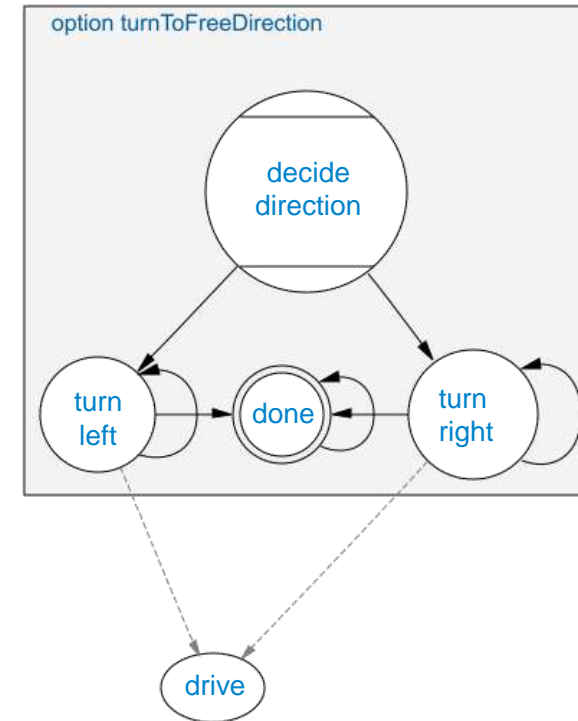 option turnToFreeDirection
decide
direction
turn
left
done
turn
right
drive